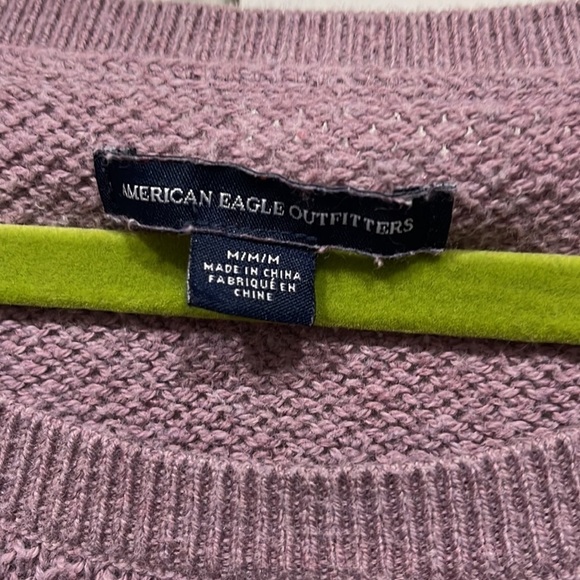 AMERICAN EAGLE OUTFITTERS
M/M/M
MADE IN CHINA
FABRIQUÉ EN
CHINE